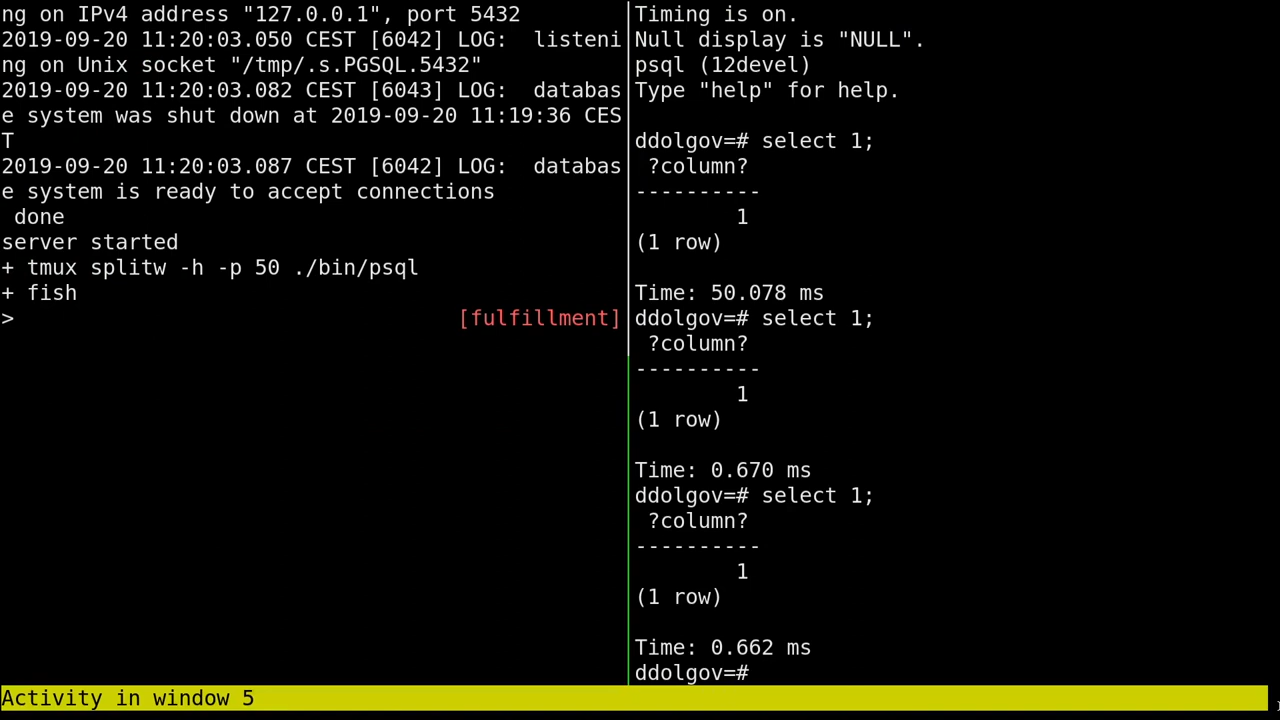 ng on IPv4 address "127.0.0.1", port 5432
2019-09-20 11:20:03.050 CEST [6042] LOG:  listeni
ng on Unix socket "/tmp/.s.PGSQL.5432"
2019-09-20 11:20:03.082 CEST [6043] LOG:  databas
e system was shut down at 2019-09-20 11:19:36 CES
T
2019-09-20 11:20:03.087 CEST [6042] LOG:  databas
e system is ready to accept connections
 done
server started
+ tmux splitw -h -p 50 ./bin/psql
+ fish
> [fulfillment]
Timing is on.
Null display is "NULL".
psql (12devel)
Type "help" for help.
ddolgov=# select 1;
 ?column?
----------
        1
(1 row)
Time: 50.078 ms
ddolgov=# select 1;
 ?column?
----------
        1
(1 row)
Time: 0.670 ms
ddolgov=# select 1;
 ?column?
----------
        1
(1 row)
Time: 0.662 ms
ddolgov=#
Activity in window 5